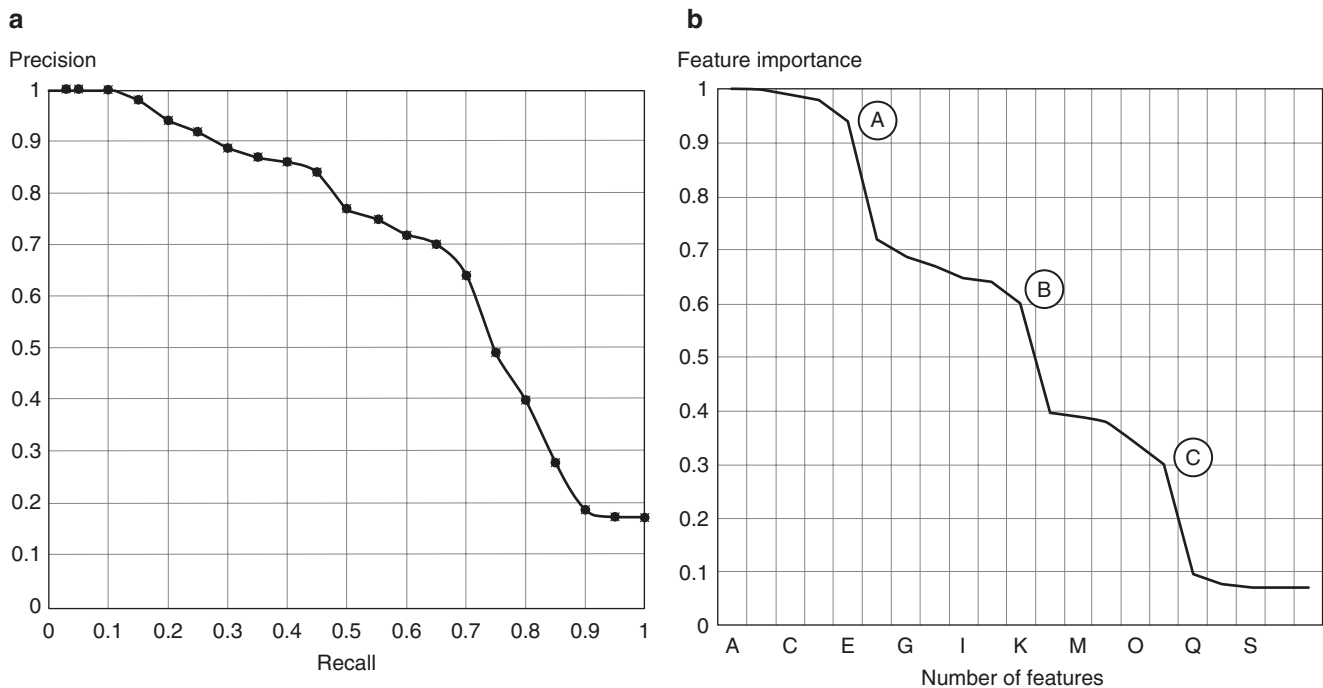 a
Precision
1
0.9
0.8
0.7
0.6
0.5
0.4
0.3
0.2
0.1
0
0 0.1 0.2 0.3 0.4 0.5 0.6 0.7 0.8 0.9 1
Recall
b
Feature importance
1
0.9
0.8
0.7
0.6
0.5
0.4
0.3
0.2
0.1
0
A
B
C
A C E G I K M O Q S
Number of features